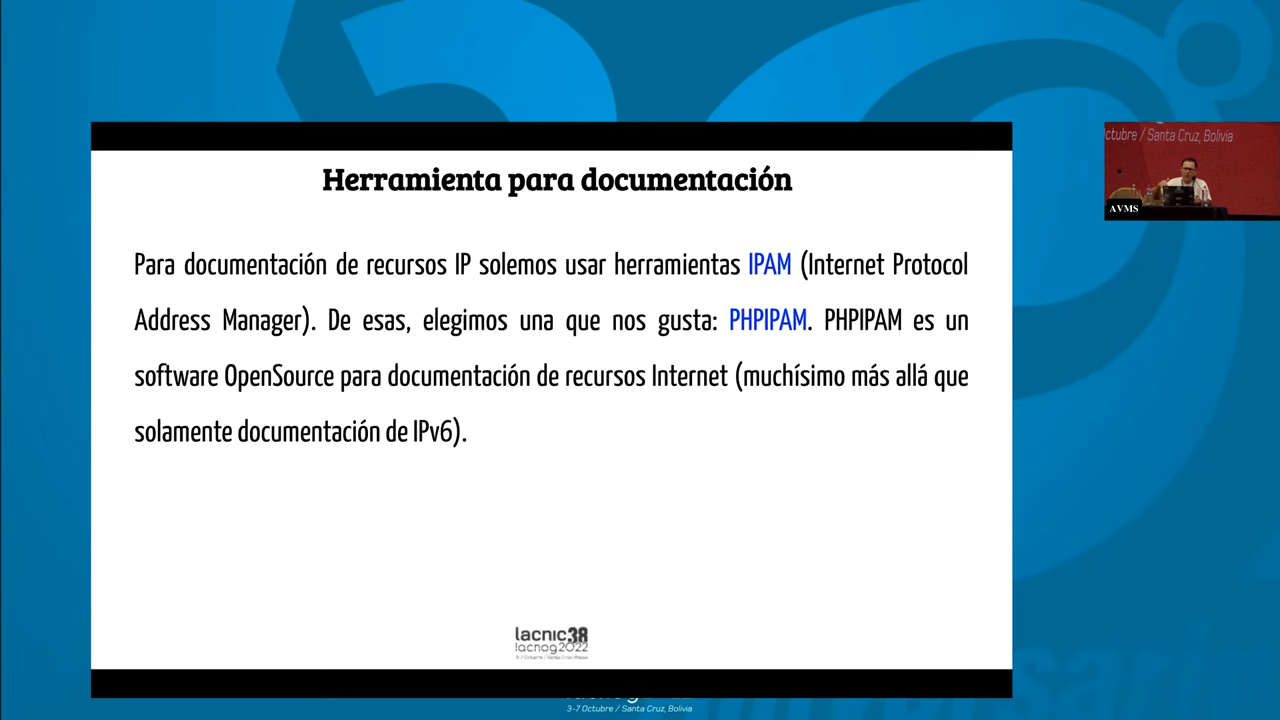 Herramienta para documentación
Para documentación de recursos IP solemos usar herramientas IPAM (Internet Protocol
Address Manager). De esas, elegimos una que nos gusta: PHPIPAM. PHPIPAM es un
software OpenSource para documentación de recursos Internet (muchísimo más allá que
solamente documentación de IPv6).
lacnic38
lacnog2022
ctubre / Santa Cruz, Bolivia
AVMS
3-7 Octubre / Santa Cruz, Bolivia